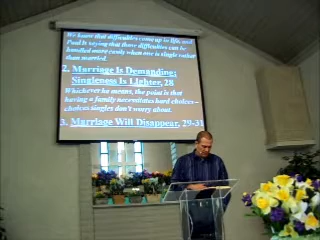 We know that difficulties come up in life, and
Paul is saying that those difficulties can be
handled more easily when one is single rather
than married.
2. Marriage Is Demanding;
Singleness Is Lighter, 28
Whichever he means, the point is that
having a family necessitates hard choices –
choices singles don't worry about.
3. Marriage Will Disappear, 29-31